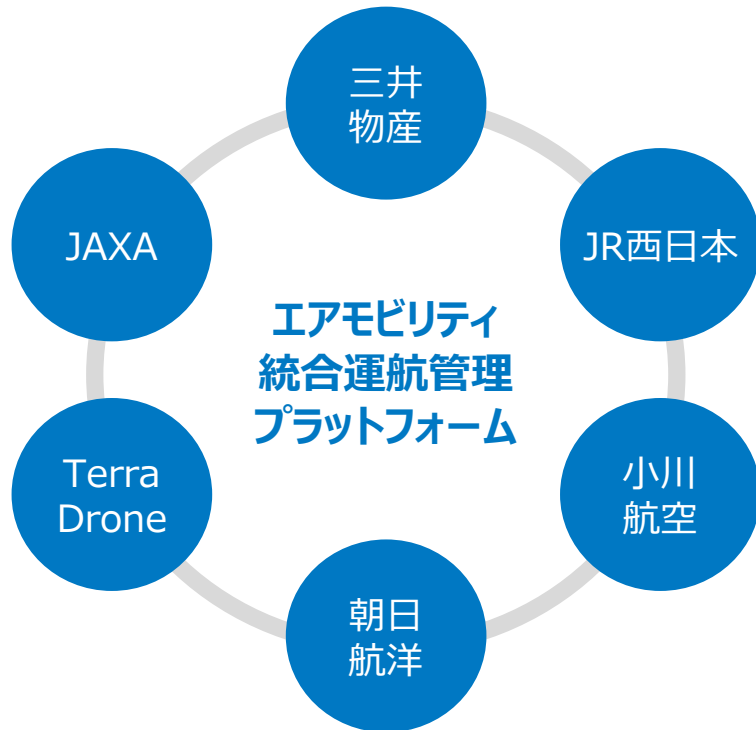 三井
物産
JAXA
JR西日本
エアモビリティ
統合運航管理
プラットフォーム
Terra
Drone
小川
航空
朝日
航洋